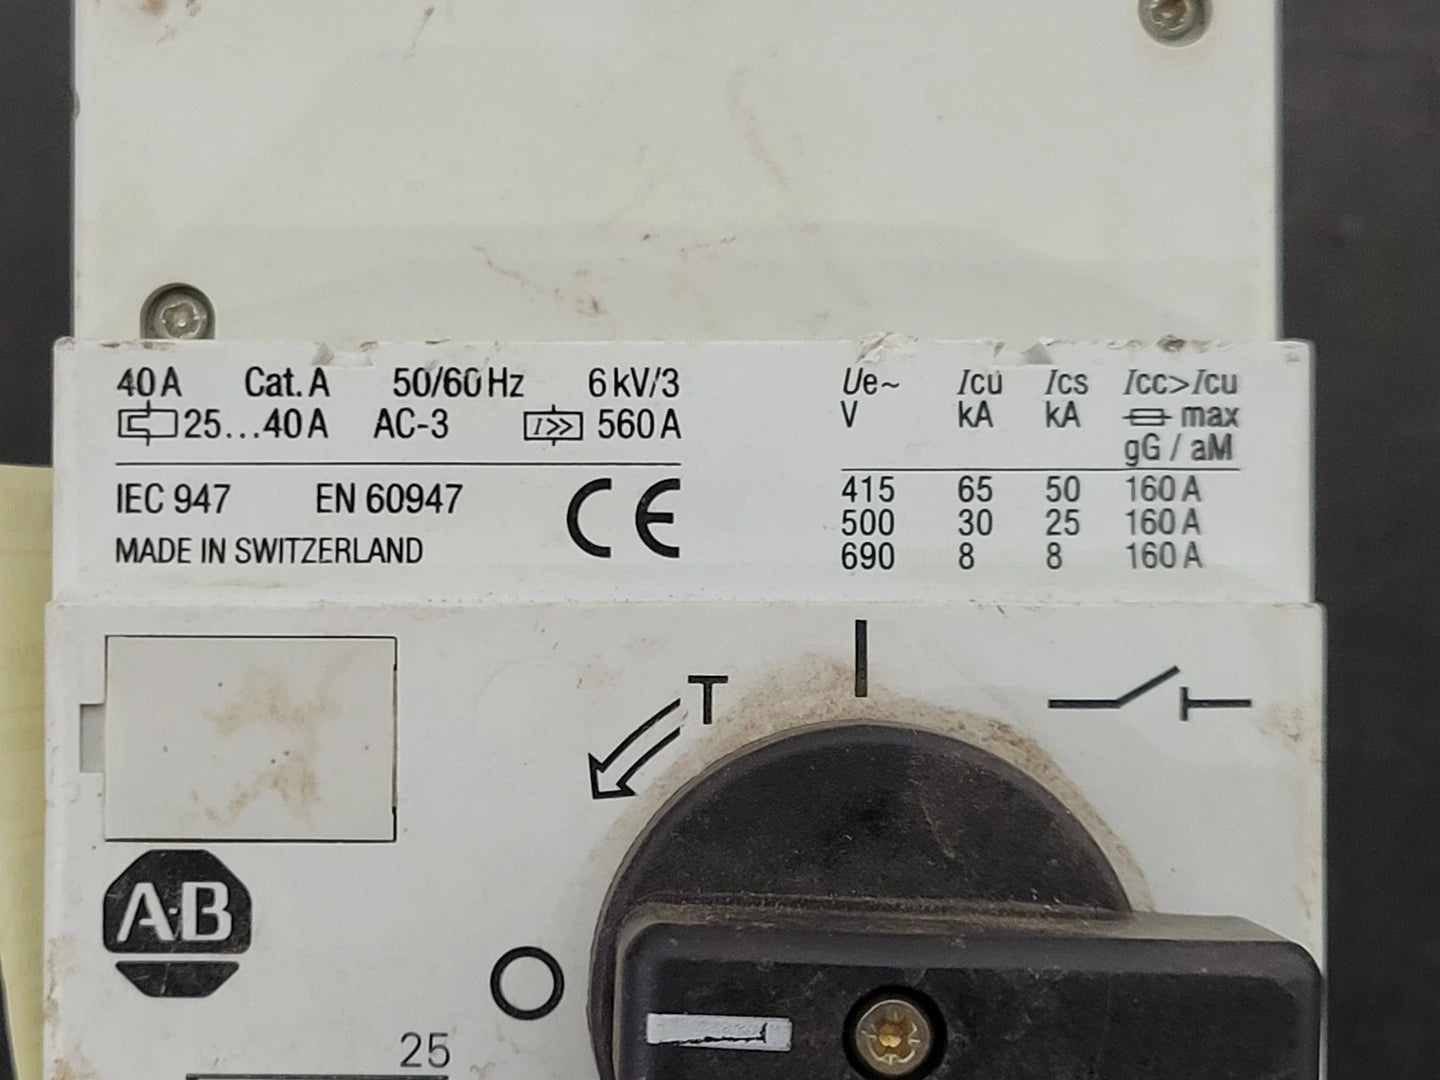 40 A Cat. A 50/60 Hz 6 kV/3
25...40 A AC-3 I>> 560 A
IEC 947 EN 60947 CE
MADE IN SWITZERLAND
Ue~ Icu Ics Icc>Icu
V kA kA max
gG / aM
415 65 50 160 A
500 30 25 160 A
690 8 8 160 A
T I
A-B
O
25